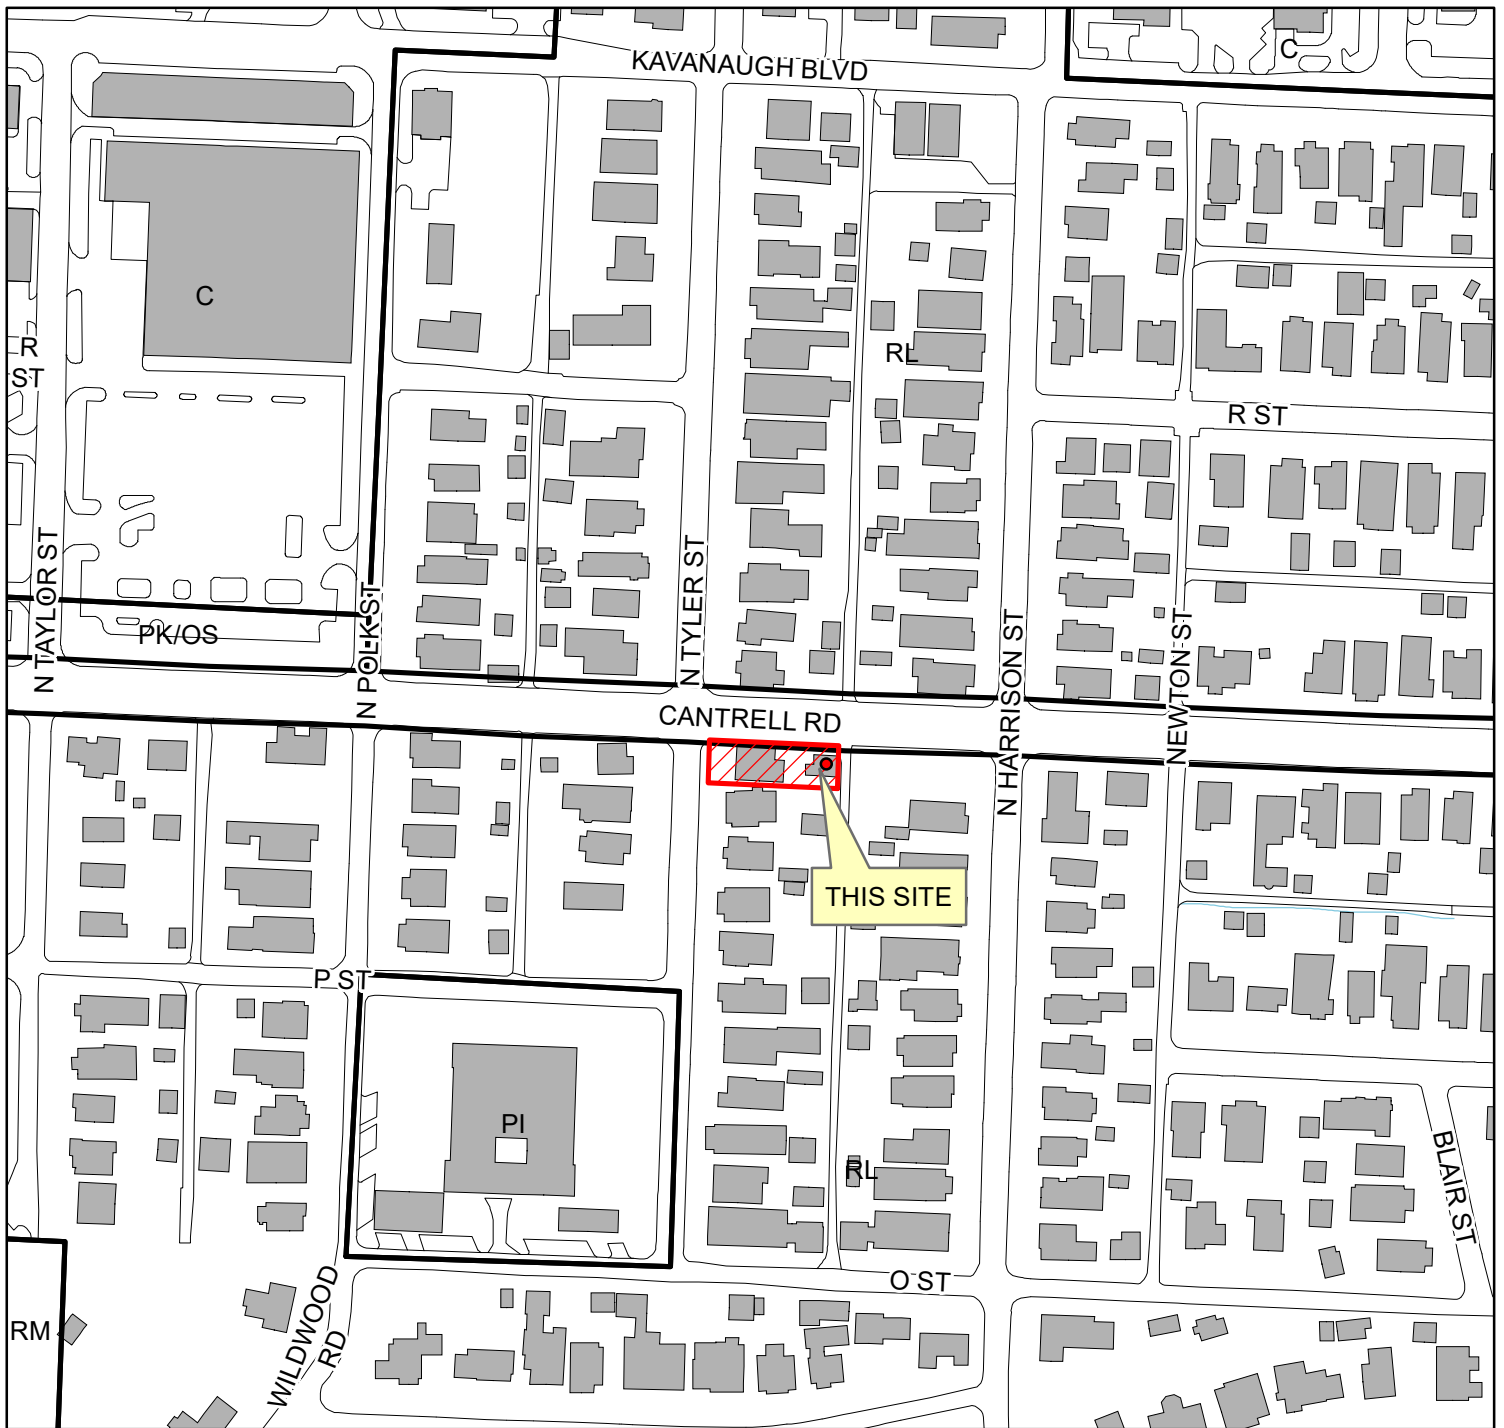 C
KAVANAUGH BLVD
C
R
ST
RL
R ST
N TAYLOR ST
N POLK ST
N TYLER ST
N HARRISON ST
NEWTON ST
PK/OS
CANTRELL RD
THIS SITE
P ST
PI
RL
BLAIR ST
O ST
RM
WILDWOOD
RD